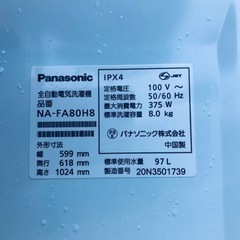 Panasonic
全自動電気洗濯機
品番
NA-FA80H8
外形寸法
幅 599 mm
奥行 618 mm
高さ 1024 mm
IPX4
JET
定格電圧 100 V～
定格周波数 50/60 Hz
最大消費電力 375 W
標準洗濯容量 8.0 kg
パナソニック株式会社
中国製
標準使用水量 97 L
製造番号 20N3501739